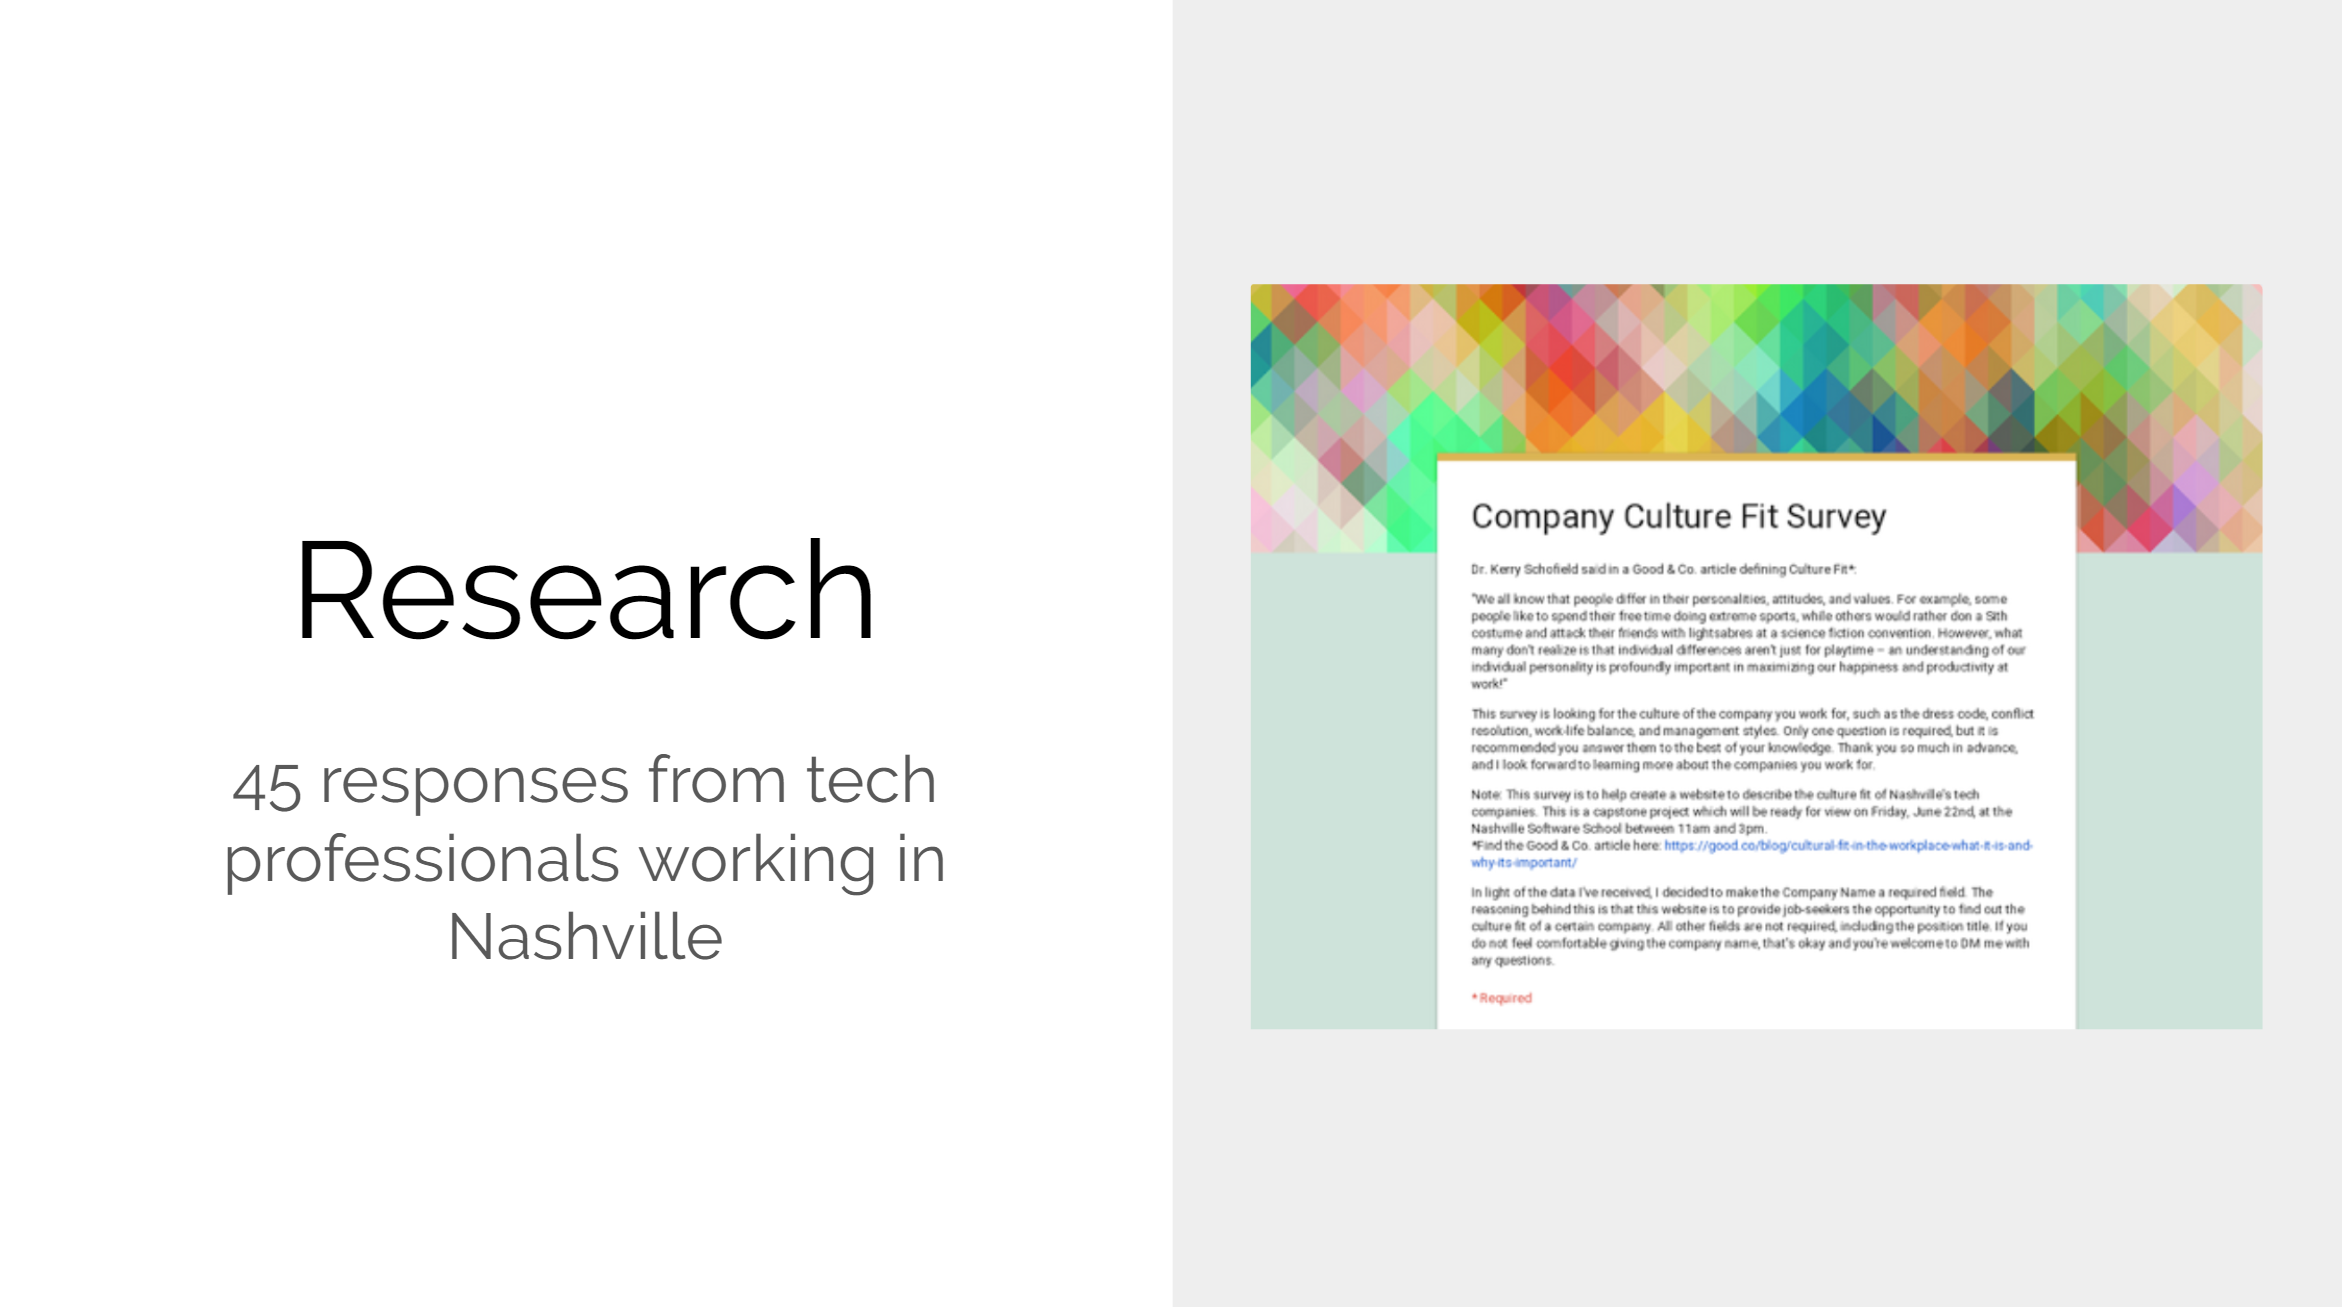 Research
45 responses from tech
professionals working in
Nashville
Company Culture Fit Survey
Dr. Kerry Schofield said in a Good & Co. article defining Culture Fit*:
"We all know that people differ in their personalities, attitudes, and values. For example, some
people like to spend their free time doing extreme sports, while others would rather don a Sith
costume and attack their friends with lightsabres at a science fiction convention. However, what
many don't realize is that individual differences aren't just for playtime – an understanding of our
individual personality is profoundly important in maximizing our happiness and productivity at
work!"
This survey is looking for the culture of the company you work for, such as the dress code, conflict
resolution, work-life balance, and management styles. Only one question is required, but it is
recommended you answer them to the best of your knowledge. Thank you so much in advance,
and I look forward to learning more about the companies you work for.
Note: This survey is to help create a website to describe the culture fit of Nashville's tech
companies. This is a capstone project which will be ready for view on Friday, June 22nd, at the
Nashville Software School between 11am and 3pm.
*Find the Good & Co. article here: https://good.co/blog/cultural-fit-in-the-workplace-what-it-is-and-
why-its-important/
In light of the data I've received, I decided to make the Company Name a required field. The
reasoning behind this is that this website is to provide job-seekers the opportunity to find out the
culture fit of a certain company. All other fields are not required, including the position title. If you
do not feel comfortable giving the company name, that's okay and you're welcome to DM me with
any questions.
* Required